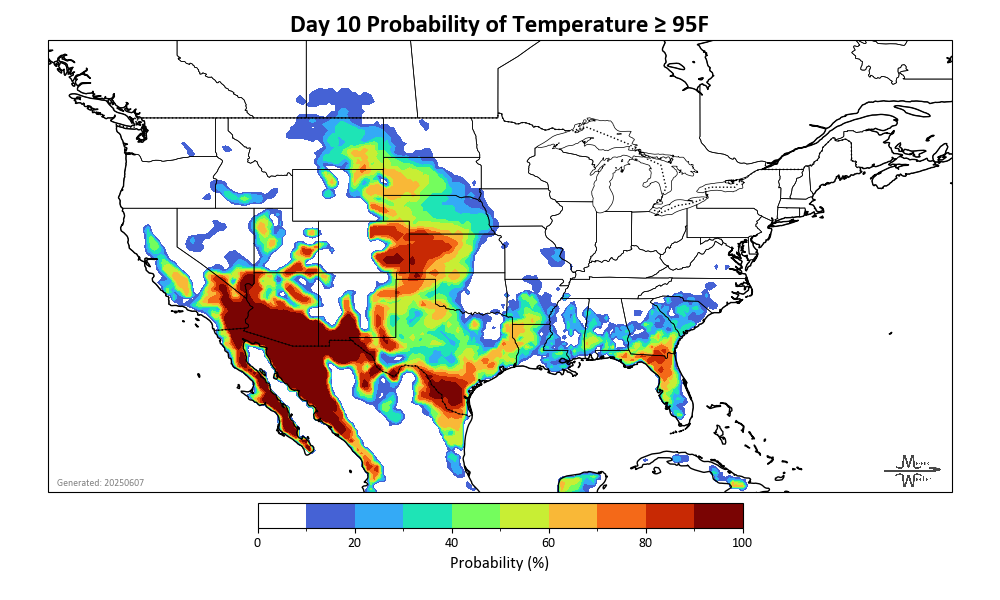 Day 10 Probability of Temperature ≥ 95F
Generated: 20250607
0 20 40 60 80 100
Probability (%)